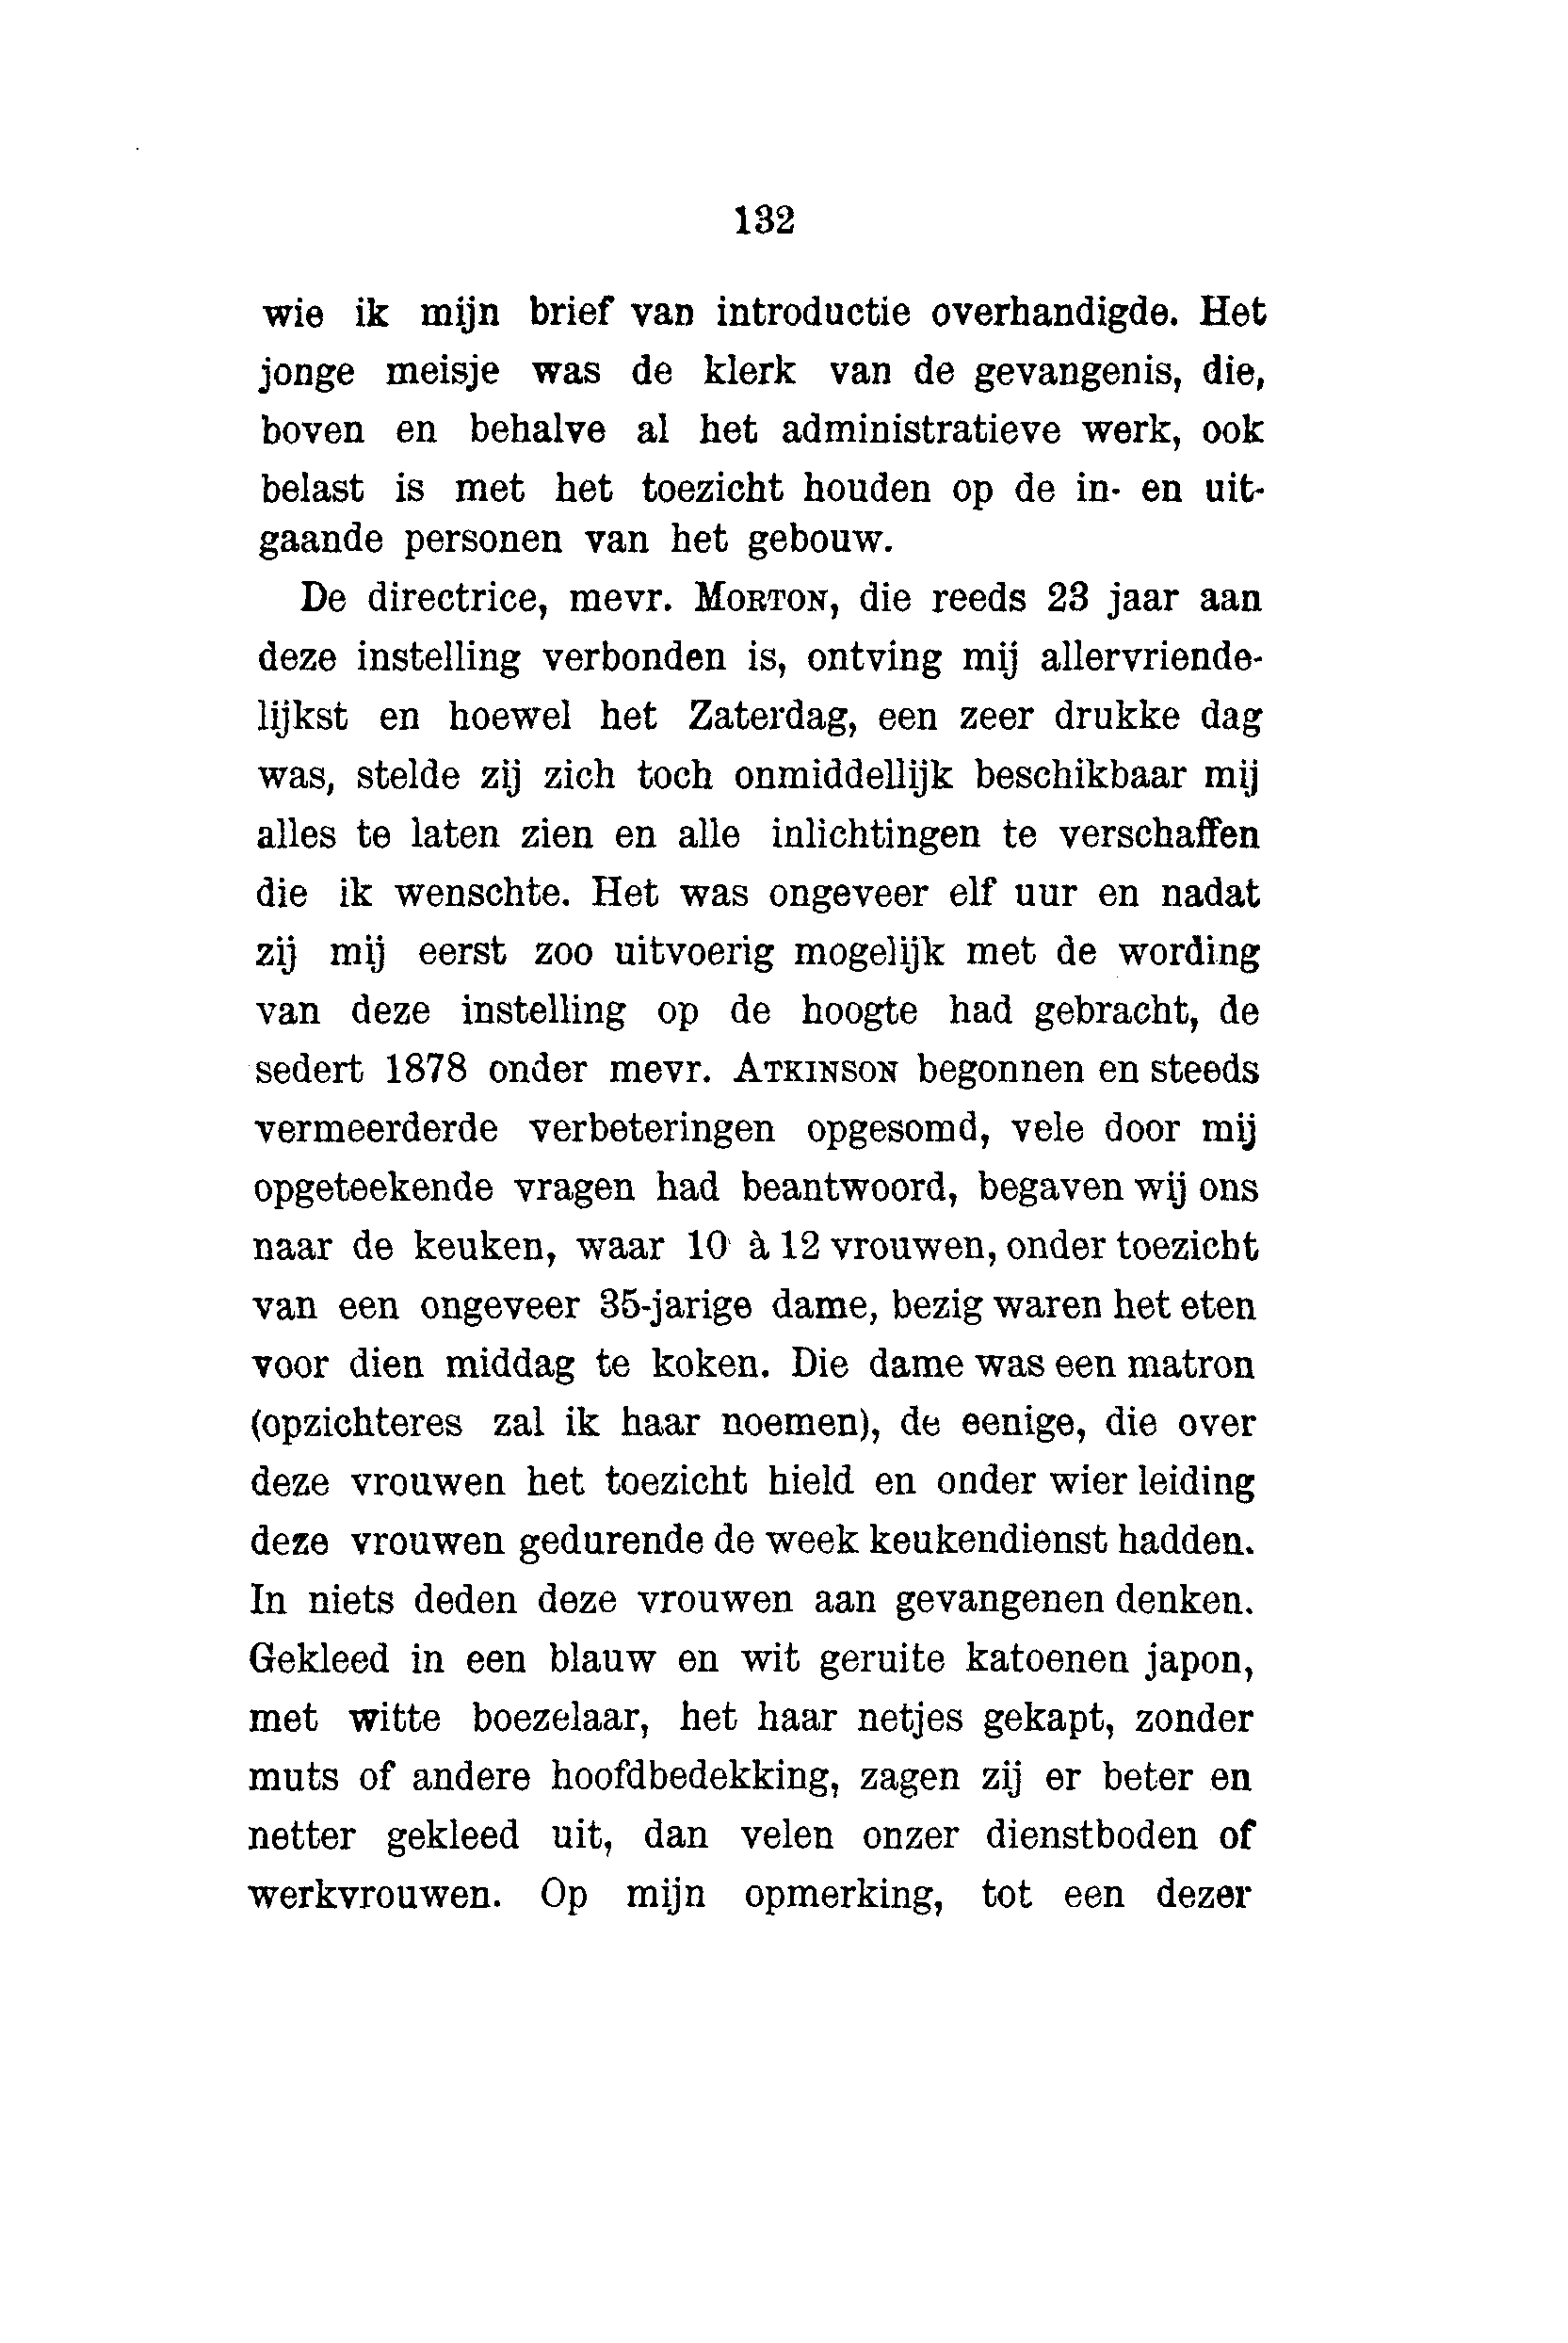 132
wie ik mijn brief van introductie overhandigde. Het
jonge meisje was de klerk van de gevangenis, die,
boven en behalve al het administratieve werk, ook
belast is met het toezicht houden op de in- en uit-
gaande personen van het gebouw.
De directrice, mevr. MORTON, die reeds 23 jaar aan
deze instelling verbonden is, ontving mij allervriende-
lijkst en hoewel het Zaterdag, een zeer drukke dag
was, stelde zij zich toch onmiddellijk beschikbaar mij
alles te laten zien en alle inlichtingen te verschaffen
die ik wenschte. Het was ongeveer elf uur en nadat
zij mij eerst zoo uitvoerig mogelijk met de wording
van deze instelling op de hoogte had gebracht, de
sedert 1878 onder mevr. ATKINSON begonnen en steeds
vermeerderde verbeteringen opgesomd, vele door mij
opgeteekende vragen had beantwoord, begaven wij ons
naar de keuken, waar 10 à 12 vrouwen, onder toezicht
van een ongeveer 35-jarige dame, bezig waren het eten
voor dien middag te koken. Die dame was een matron
(opzichteres zal ik haar noemen), de eenige, die over
deze vrouwen het toezicht hield en onder wier leiding
deze vrouwen gedurende de week keukendienst hadden.
In niets deden deze vrouwen aan gevangenen denken.
Gekleed in een blauw en wit geruite katoenen japon,
met witte boezelaar, het haar netjes gekapt, zonder
muts of andere hoofdbedekking, zagen zij er beter en
netter gekleed uit, dan velen onzer dienstboden of
werkvrouwen. Op mijn opmerking, tot een dezer